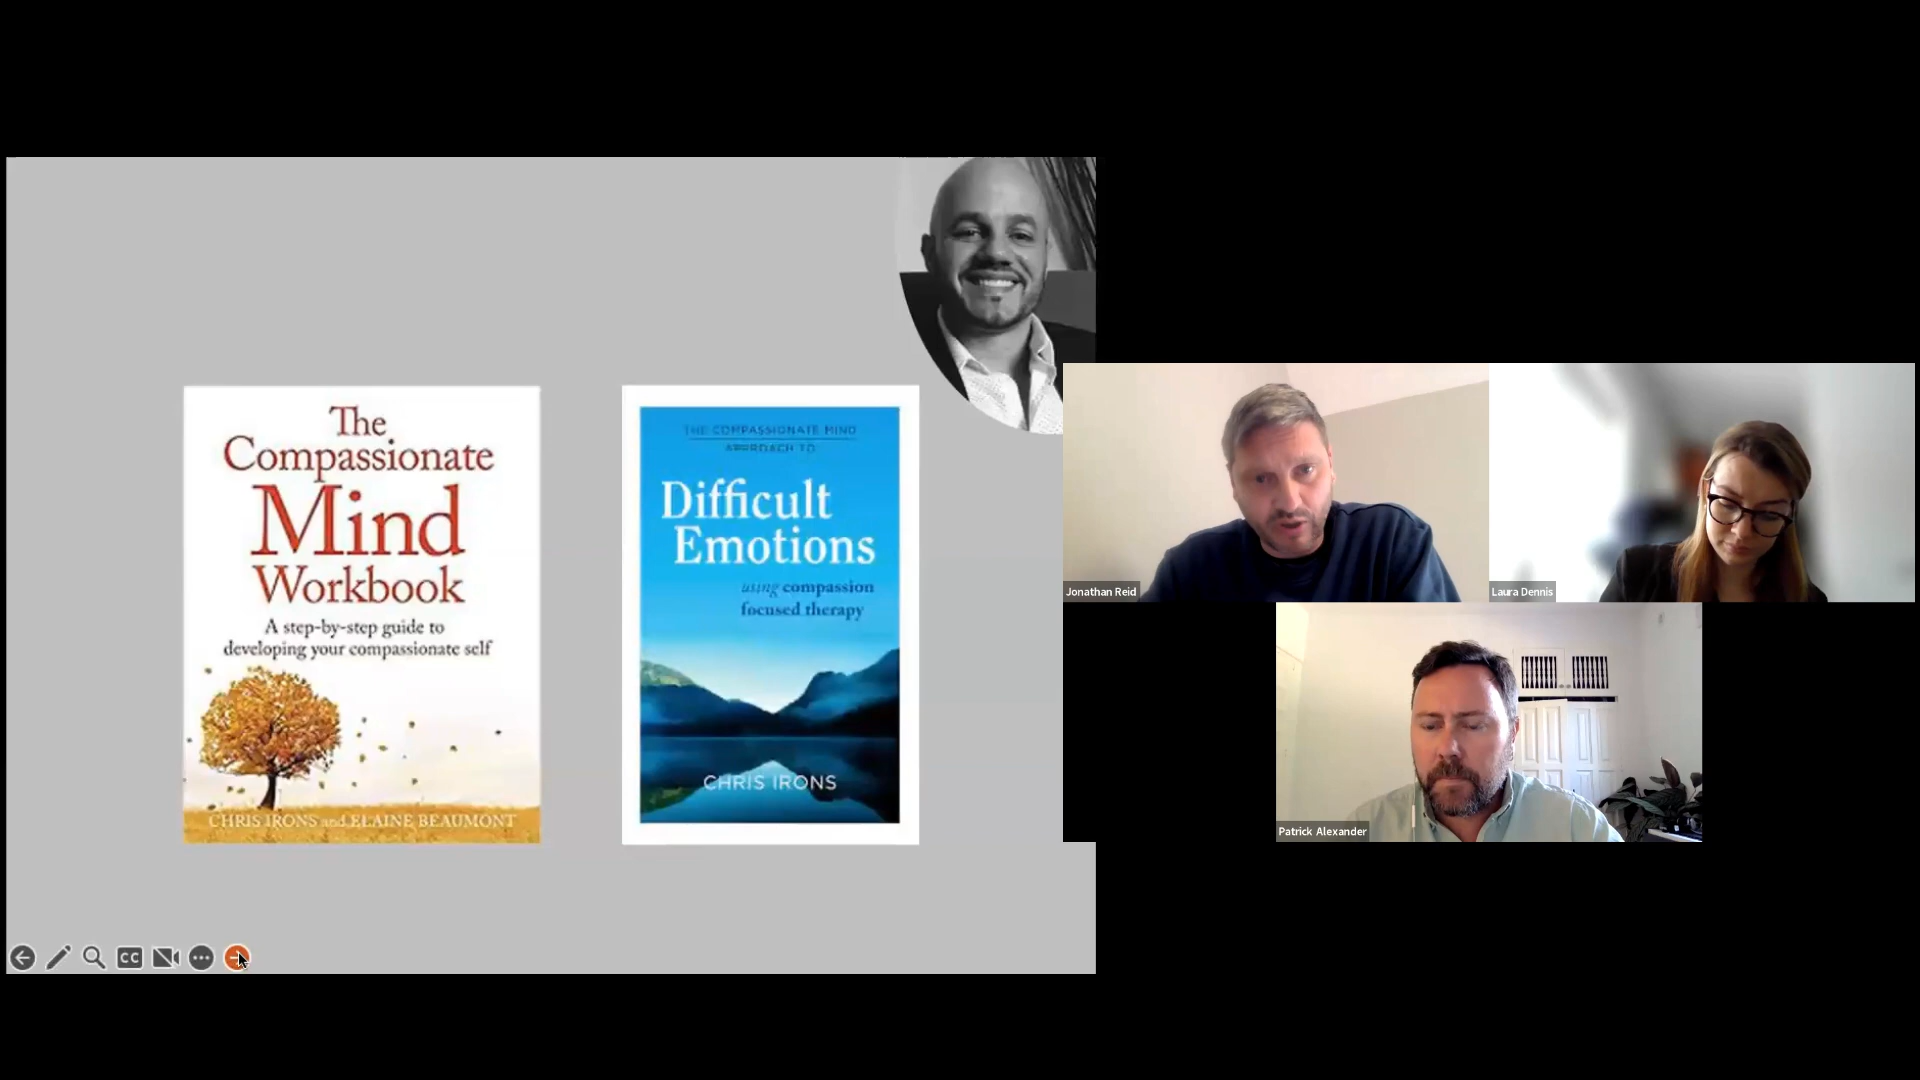 The
Compassionate
Mind
Workbook
A step-by-step guide to
developing your compassionate self
CHRIS IRONS and ELAINE BEAUMONT
THE COMPASSIONATE MIND
APPROACH TO
Difficult
Emotions
using compassion
focused therapy
CHRIS IRONS
CC
Jonathan Reid
Laura Dennis
Patrick Alexander